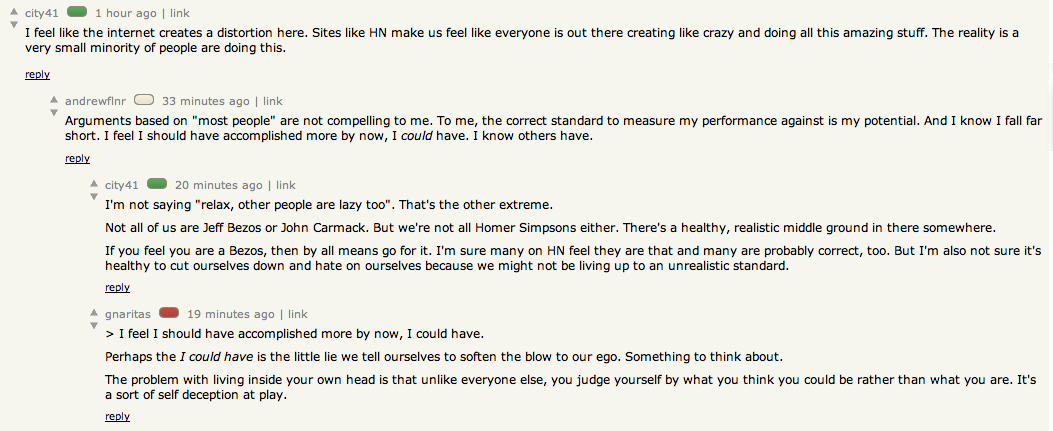 city41 1 hour ago | link
I feel like the internet creates a distortion here. Sites like HN make us feel like everyone is out there creating like crazy and doing all this amazing stuff. The reality is a
very small minority of people are doing this.
reply
andrewflnr 33 minutes ago | link
Arguments based on "most people" are not compelling to me. To me, the correct standard to measure my performance against is my potential. And I know I fall far
short. I feel I should have accomplished more by now, I could have. I know others have.
reply
city41 20 minutes ago | link
I'm not saying "relax, other people are lazy too". That's the other extreme.
Not all of us are Jeff Bezos or John Carmack. But we're not all Homer Simpsons either. There's a healthy, realistic middle ground in there somewhere.
If you feel you are a Bezos, then by all means go for it. I'm sure many on HN feel they are that and many are probably correct, too. But I'm also not sure it's
healthy to cut ourselves down and hate on ourselves because we might not be living up to an unrealistic standard.
reply
gnaritas 19 minutes ago | link
> I feel I should have accomplished more by now, I could have.
Perhaps the I could have is the little lie we tell ourselves to soften the blow to our ego. Something to think about.
The problem with living inside your own head is that unlike everyone else, you judge yourself by what you think you could be rather than what you are. It's
a sort of self deception at play.
reply